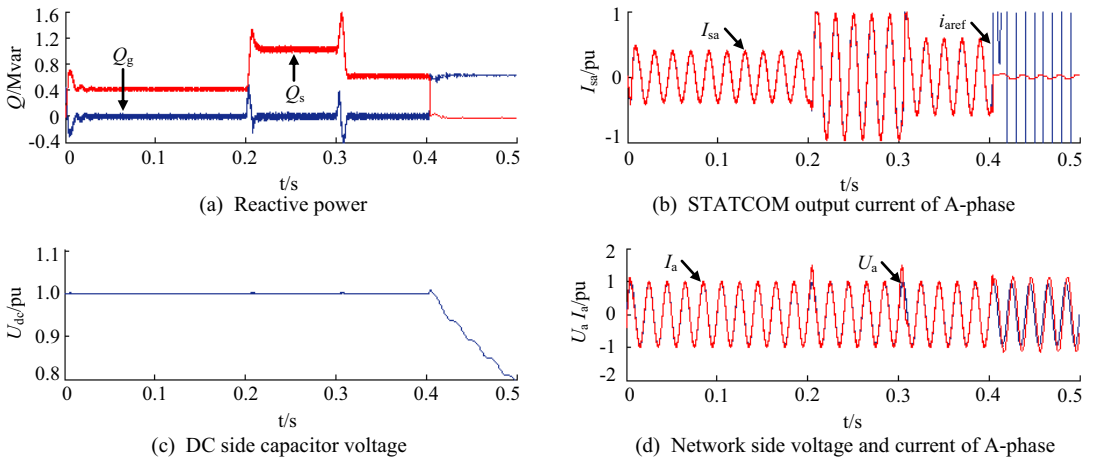 1.6
1.2
0.8
0.4
0
-0.4
Q/Mvar
Qg
Qs
0
0.1
0.2
0.3
0.4
0.5
t/s
(a) Reactive power
1
0
-1
Isa/pu
Isa
iaref
0
0.1
0.2
0.3
0.4
0.5
t/s
(b) STATCOM output current of A-phase
1.1
1.0
0.9
0.8
Udc/pu
0
0.1
0.2
0.3
0.4
0.5
t/s
(c) DC side capacitor voltage
2
1
0
-1
-2
Ua Ia/pu
Ia
Ua
0
0.1
0.2
0.3
0.4
0.5
t/s
(d) Network side voltage and current of A-phase